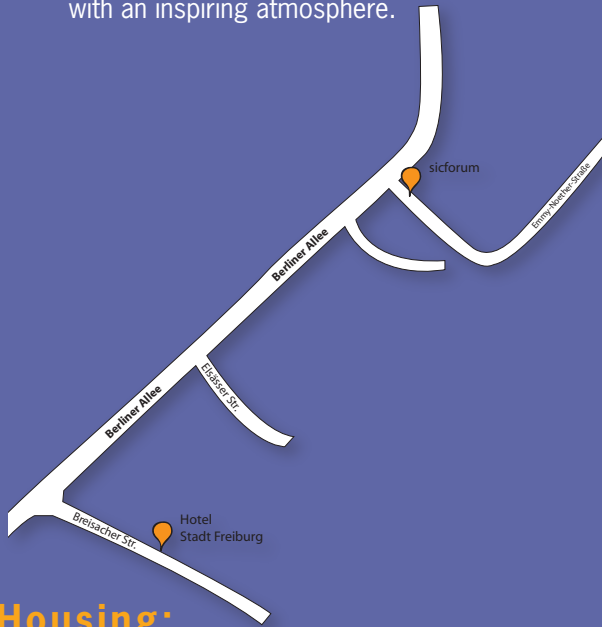 with an inspiring atmosphere.
sicforum
Emmy-Noether-Straße
Berliner Allee
Elsässer Str.
Berliner Allee
Hotel
Stadt Freiburg
Breisacher Str.
Housing: